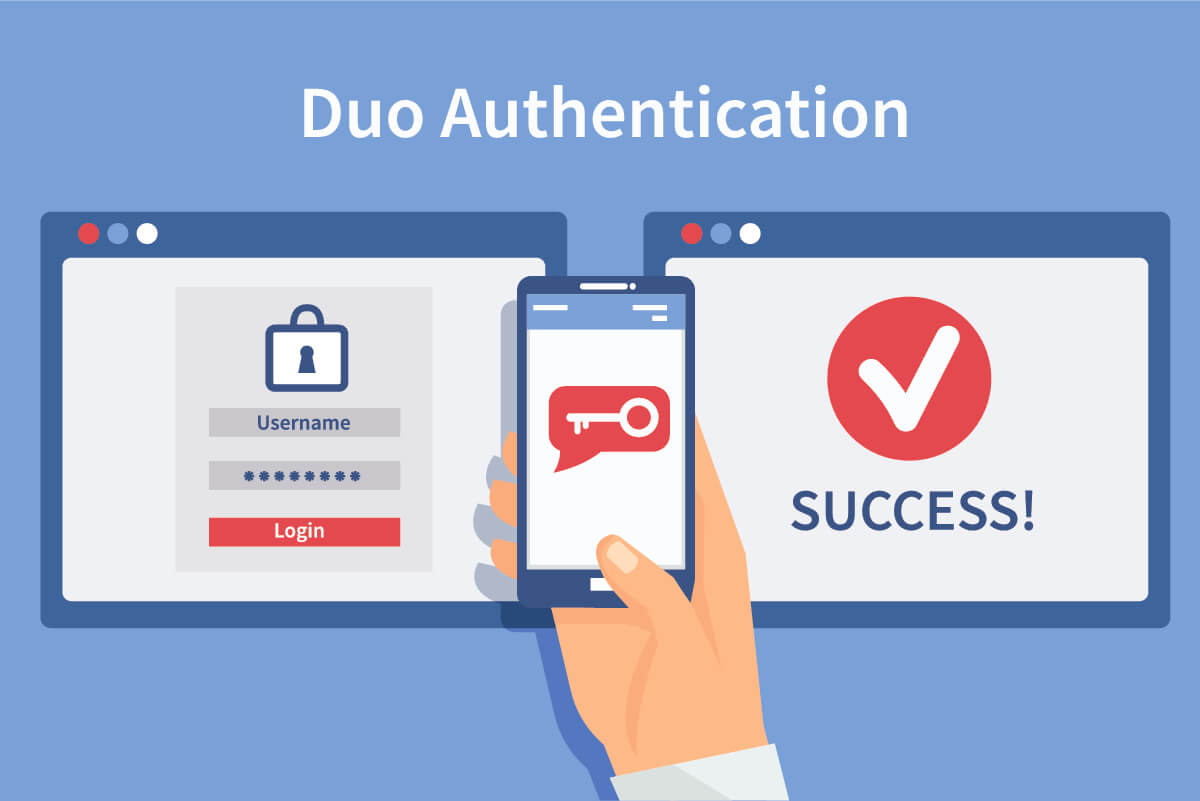 Duo Authentication
Username
********
Login
SUCCESS!